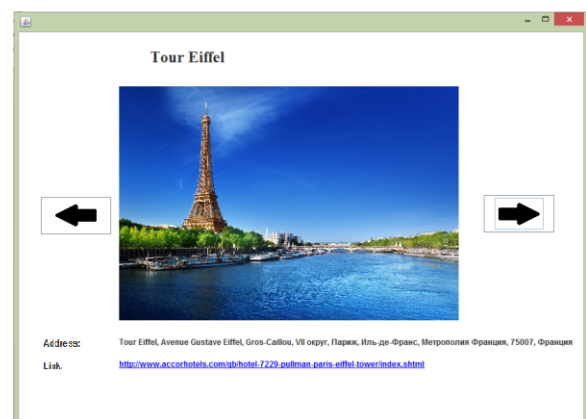 Tour Eiffel
Address: Tour Eiffel, Avenue Gustave Eiffel, Gros-Caillou, VII округ, Париж, Иль-де-Франс, Метрополия Франция, 75007, Франция
Link http://www.accorhotels.com/gb/hotel-7229-pullman-paris-eiffel-tower/index.shtml